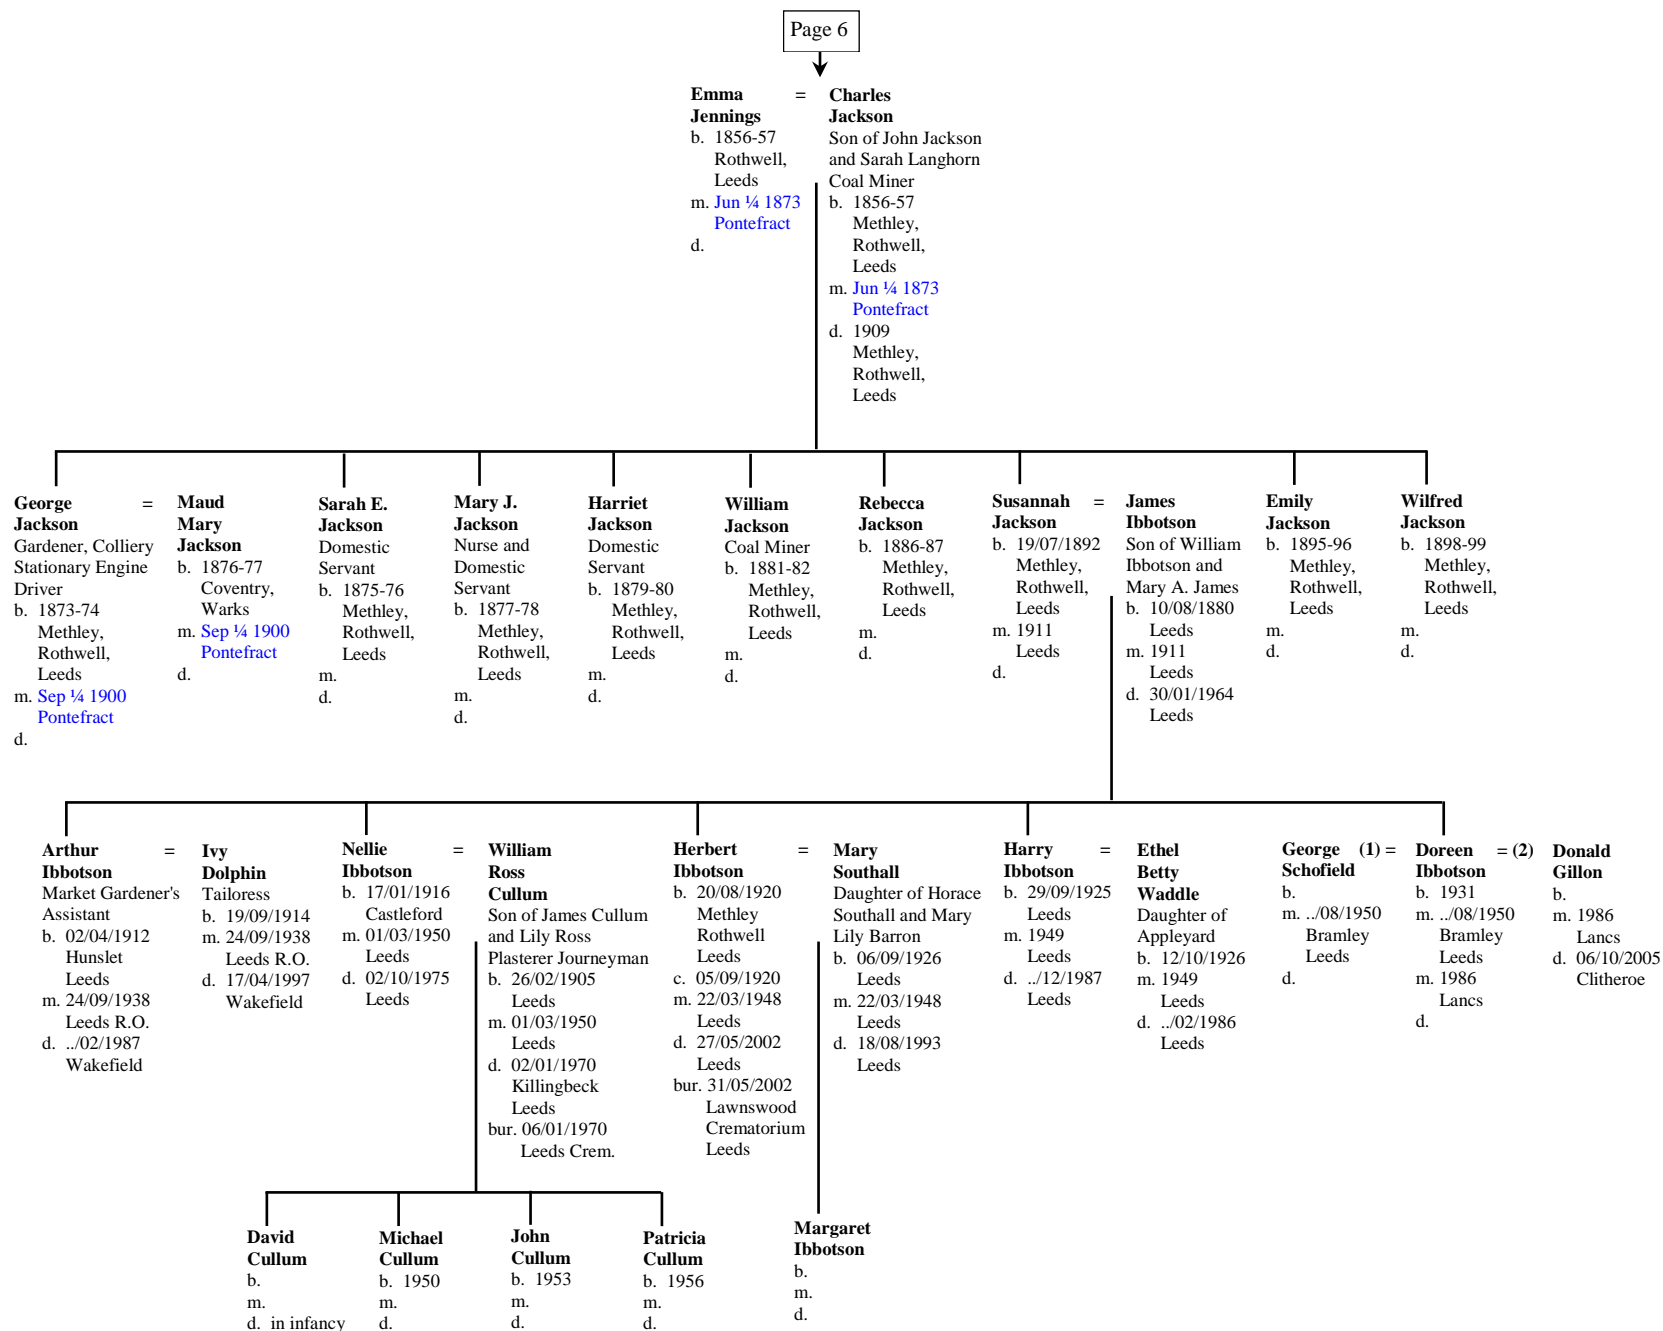 Page 6
Emma =
Jennings
b. 1856-57
Rothwell,
Leeds
m. Jun ¼ 1873
Pontefract
d.
Charles
Jackson
Son of John Jackson
and Sarah Langhorn
Coal Miner
b. 1856-57
Methley,
Rothwell,
Leeds
m. Jun ¼ 1873
Pontefract
d. 1909
Methley,
Rothwell,
Leeds
George =
Jackson
Gardener, Colliery
Stationary Engine
Driver
b. 1873-74
Methley,
Rothwell,
Leeds
m. Sep ¼ 1900
Pontefract
d.
Maud
Mary
Jackson
b. 1876-77
Coventry,
Warks
m. Sep ¼ 1900
Pontefract
d.
Sarah E.
Jackson
Domestic
Servant
b. 1875-76
Methley,
Rothwell,
Leeds
m.
d.
Mary J.
Jackson
Nurse and
Domestic
Servant
b. 1877-78
Methley,
Rothwell,
Leeds
m.
d.
Harriet
Jackson
Domestic
Servant
b. 1879-80
Methley,
Rothwell,
Leeds
m.
d.
William
Jackson
Coal Miner
b. 1881-82
Methley,
Rothwell,
Leeds
m.
d.
Rebecca
Jackson
b. 1886-87
Methley,
Rothwell,
Leeds
m.
d.
Susannah =
Jackson
b. 19/07/1892
Methley,
Rothwell,
Leeds
m. 1911
Leeds
d.
James
Ibbotson
Son of William
Ibbotson and
Mary A. James
b. 10/08/1880
Leeds
m. 1911
Leeds
d. 30/01/1964
Leeds
Emily
Jackson
b. 1895-96
Methley,
Rothwell,
Leeds
m.
d.
Wilfred
Jackson
b. 1898-99
Methley,
Rothwell,
Leeds
m.
d.
Arthur =
Ibbotson
Market Gardener's
Assistant
b. 02/04/1912
Hunslet
Leeds
m. 24/09/1938
Leeds R.O.
d. ../02/1987
Wakefield
Ivy
Dolphin
Tailoress
b. 19/09/1914
m. 24/09/1938
Leeds R.O.
d. 17/04/1997
Wakefield
Nellie =
Ibbotson
b. 17/01/1916
Castleford
m. 01/03/1950
Leeds
d. 02/10/1975
Leeds
William
Ross
Cullum
Son of James Cullum
and Lily Ross
Plasterer Journeyman
b. 26/02/1905
Leeds
m. 01/03/1950
Leeds
d. 02/01/1970
Killingbeck
Leeds
bur. 06/01/1970
Leeds Crem.
Herbert =
Ibbotson
b. 20/08/1920
Methley
Rothwell
Leeds
c. 05/09/1920
m. 22/03/1948
Leeds
d. 27/05/2002
Leeds
bur. 31/05/2002
Lawnswood
Crematorium
Leeds
Mary
Southall
Daughter of Horace
Southall and Mary
Lily Barron
b. 06/09/1926
Leeds
m. 22/03/1948
Leeds
d. 18/08/1993
Leeds
Harry =
Ibbotson
b. 29/09/1925
Leeds
m. 1949
Leeds
d. ../12/1987
Leeds
Ethel
Betty
Waddle
Daughter of
Appleyard
b. 12/10/1926
m. 1949
Leeds
d. ../02/1986
Leeds
George (1) =
Schofield
b.
m. ../08/1950
Bramley
Leeds
d.
Doreen = (2)
Ibbotson
b. 1931
m. ../08/1950
Bramley
Leeds
m. 1986
Lancs
d.
Donald
Gillon
b.
m. 1986
Lancs
d. 06/10/2005
Clitheroe
David
Cullum
b.
m.
d. in infancy
Michael
Cullum
b. 1950
m.
d.
John
Cullum
b. 1953
m.
d.
Patricia
Cullum
b. 1956
m.
d.
Margaret
Ibbotson
b.
m.
d.